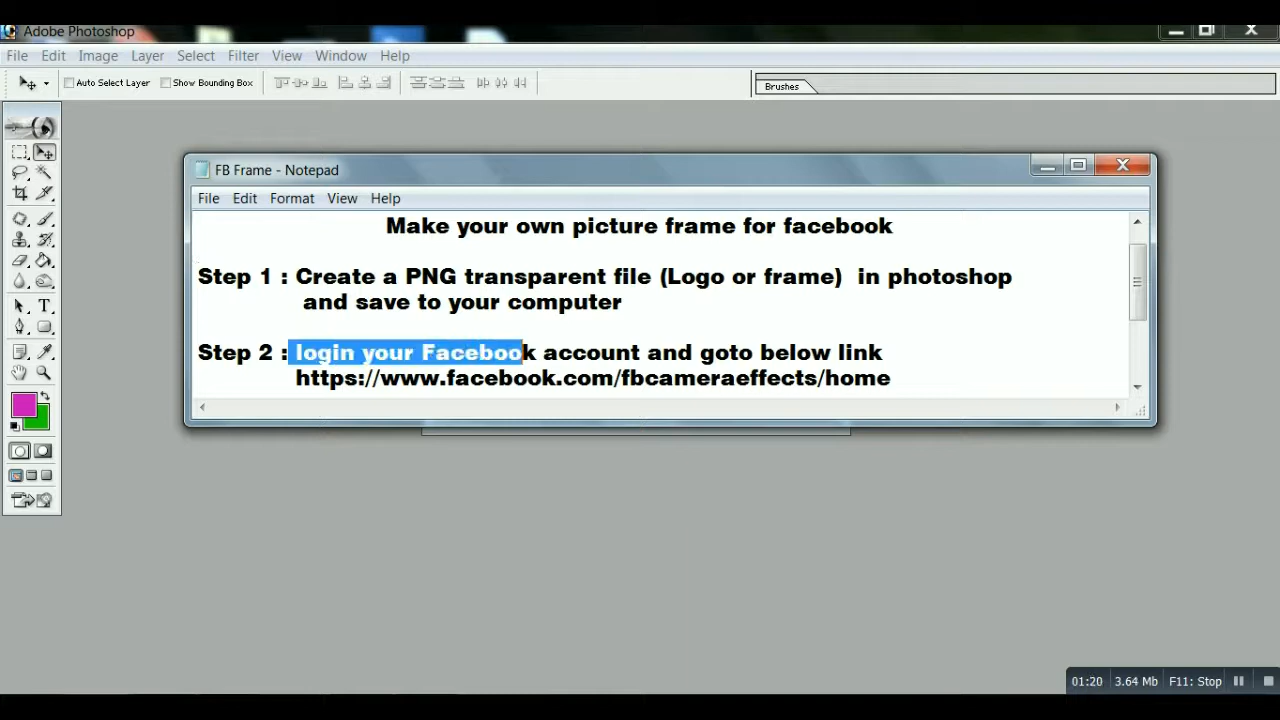 Adobe Photoshop
File Edit Image Layer Select Filter View Window Help
Auto Select Layer Show Bounding Box Brushes
FB Frame - Notepad
File Edit Format View Help
Make your own picture frame for facebook
Step 1 : Create a PNG transparent file (Logo or frame) in photoshop
and save to your computer
Step 2 : login your Facebook account and goto below link
https://www.facebook.com/fbcameraeffects/home
01:20 3.64 Mb F11: Stop